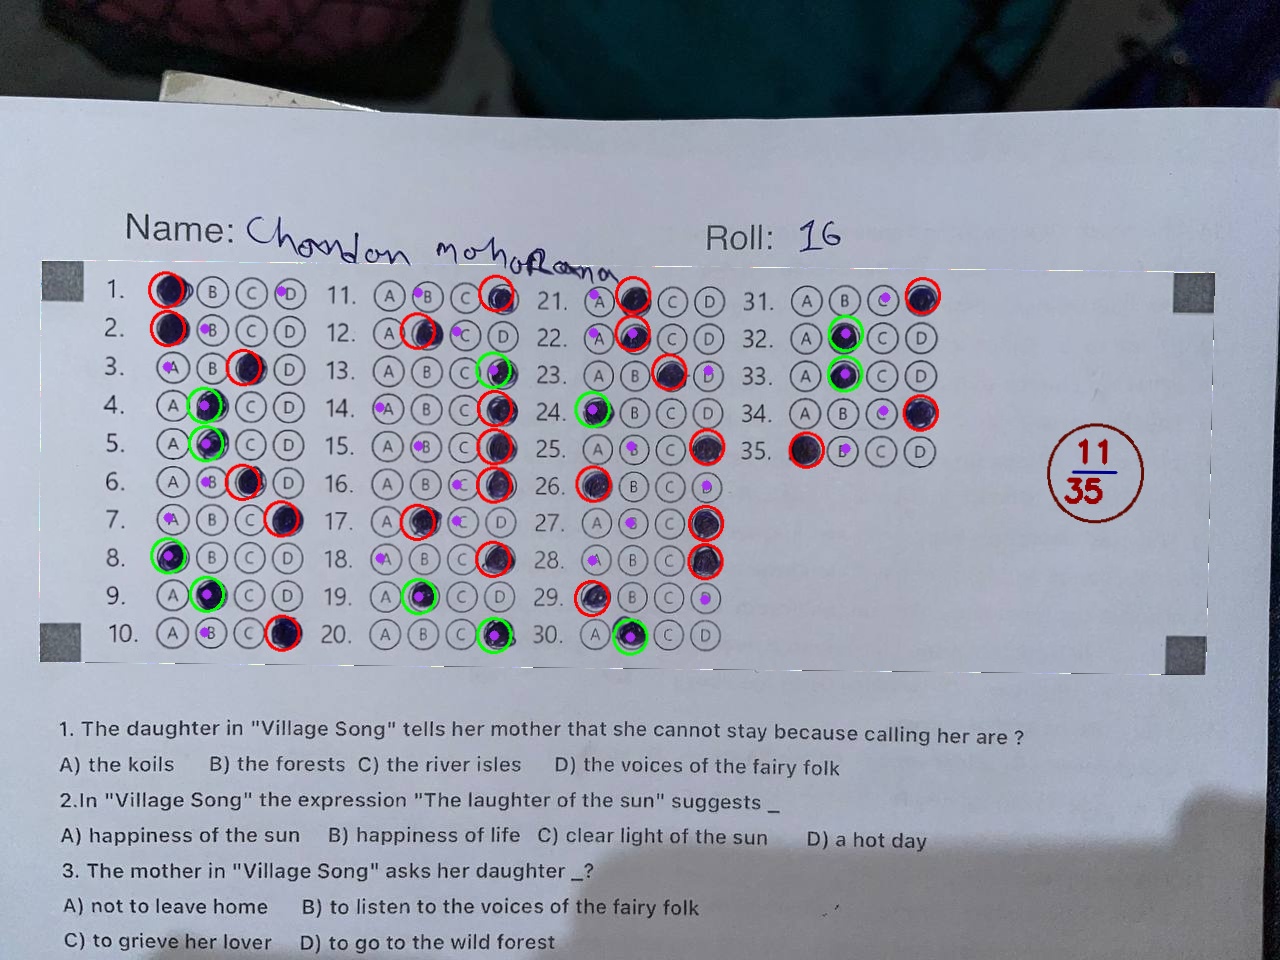 Name: Chandan mohoRana Roll: 16
1. B C D 11. A B C 21. A C D 31. A B C
2. B C D 12. A C D 22. A C D 32. A C D
3. A B D 13. A B C 23. A B D 33. A C D
4. A C D 14. A B C 24. B C D 34. A B C
5. A C D 15. A B C 25. A B C 35. B C D
6. A B D 16. A B C 26. B C D
7. A B C 17. A C D 27. A B C
8. B C D 18. A B C 28. A B C
9. A C D 19. A C D 29. B C D
10. A B C 20. A B C 30. A C D
11
35
1. The daughter in "Village Song" tells her mother that she cannot stay because calling her are ?
A) the koils B) the forests C) the river isles D) the voices of the fairy folk
2.In "Village Song" the expression "The laughter of the sun" suggests _
A) happiness of the sun B) happiness of life C) clear light of the sun D) a hot day
3. The mother in "Village Song" asks her daughter _?
A) not to leave home B) to listen to the voices of the fairy folk
C) to grieve her lover D) to go to the wild forest